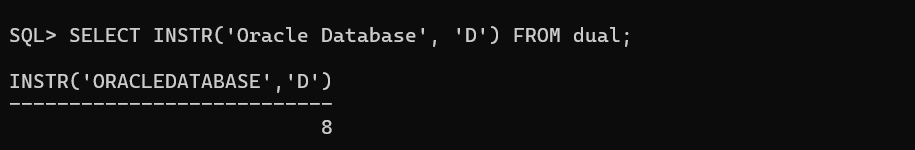 SQL> SELECT INSTR('Oracle Database', 'D') FROM dual;
INSTR('ORACLEDATABASE','D')
---------------------------
8